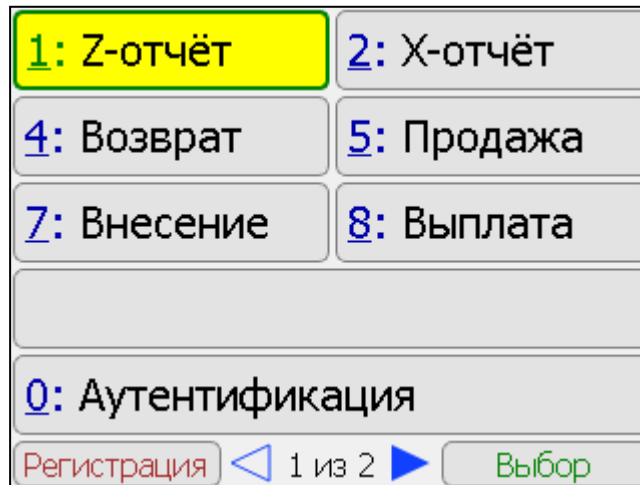 1: Z-отчёт 2: X-отчёт
4: Возврат 5: Продажа
7: Внесение 8: Выплата
0: Аутентификация
Регистрация 1 из 2 Выбор